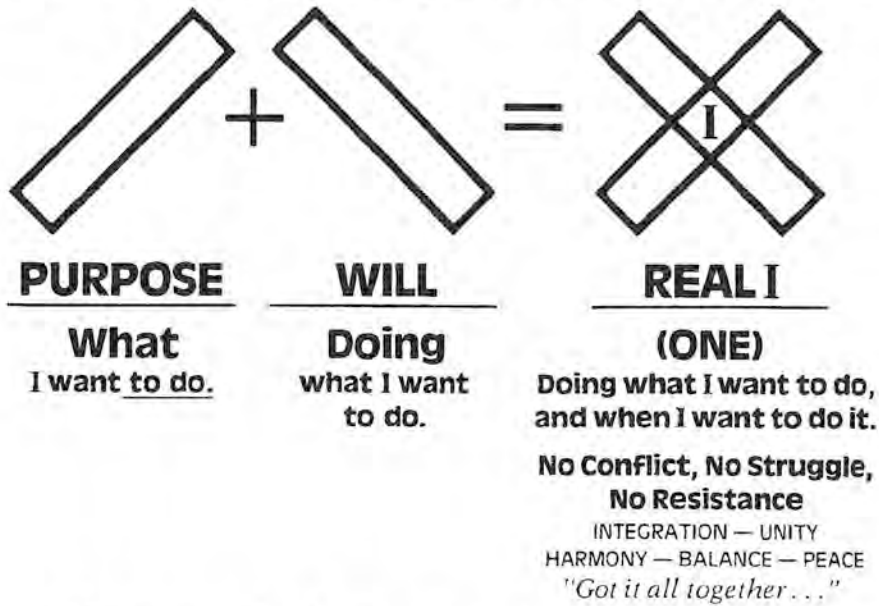 + = I
PURPOSE
What
I want to do.
WILL
Doing
what I want
to do.
REAL I
(ONE)
Doing what I want to do,
and when I want to do it.
No Conflict, No Struggle,
No Resistance
INTEGRATION — UNITY
HARMONY — BALANCE — PEACE
"Got it all together . . ."